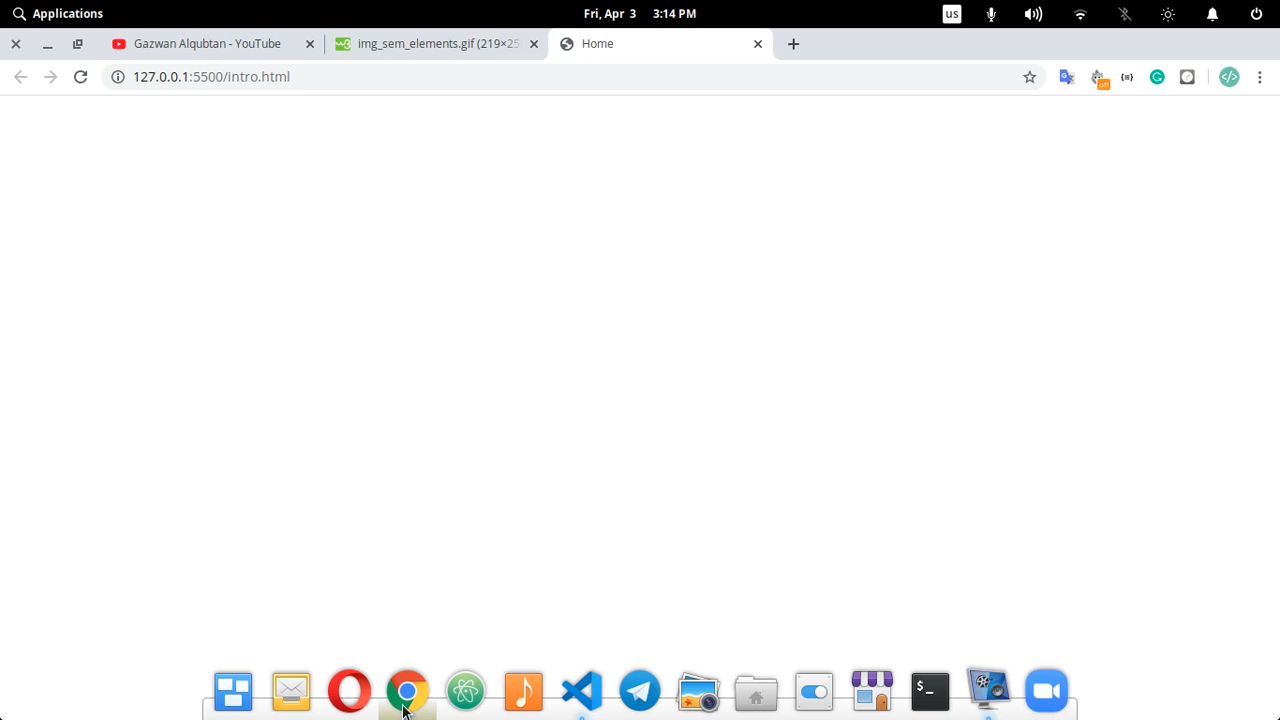 Applications
Fri, Apr 3 3:14 PM
us
Gazwan Alqubtan - YouTube
img_sem_elements.gif (219×25
Home
127.0.0.1:5500/intro.html
{=}
off
</>
$_